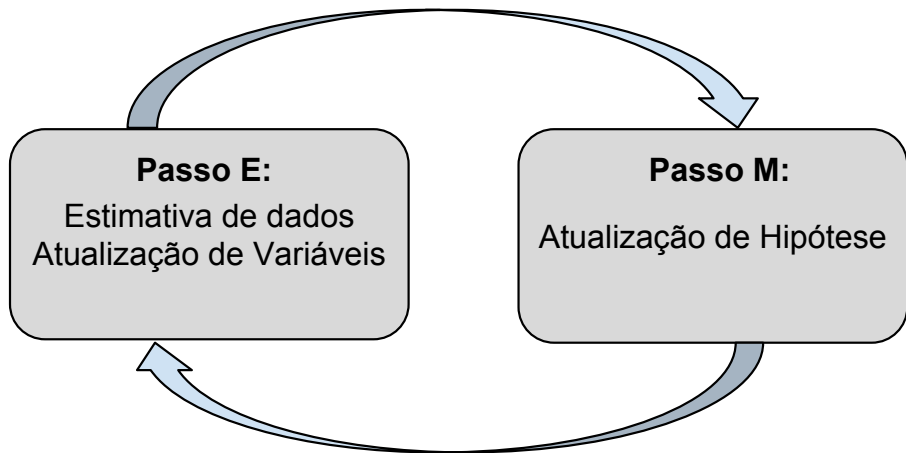 Passo E:
Estimativa de dados
Atualização de Variáveis
Passo M:
Atualização de Hipótese